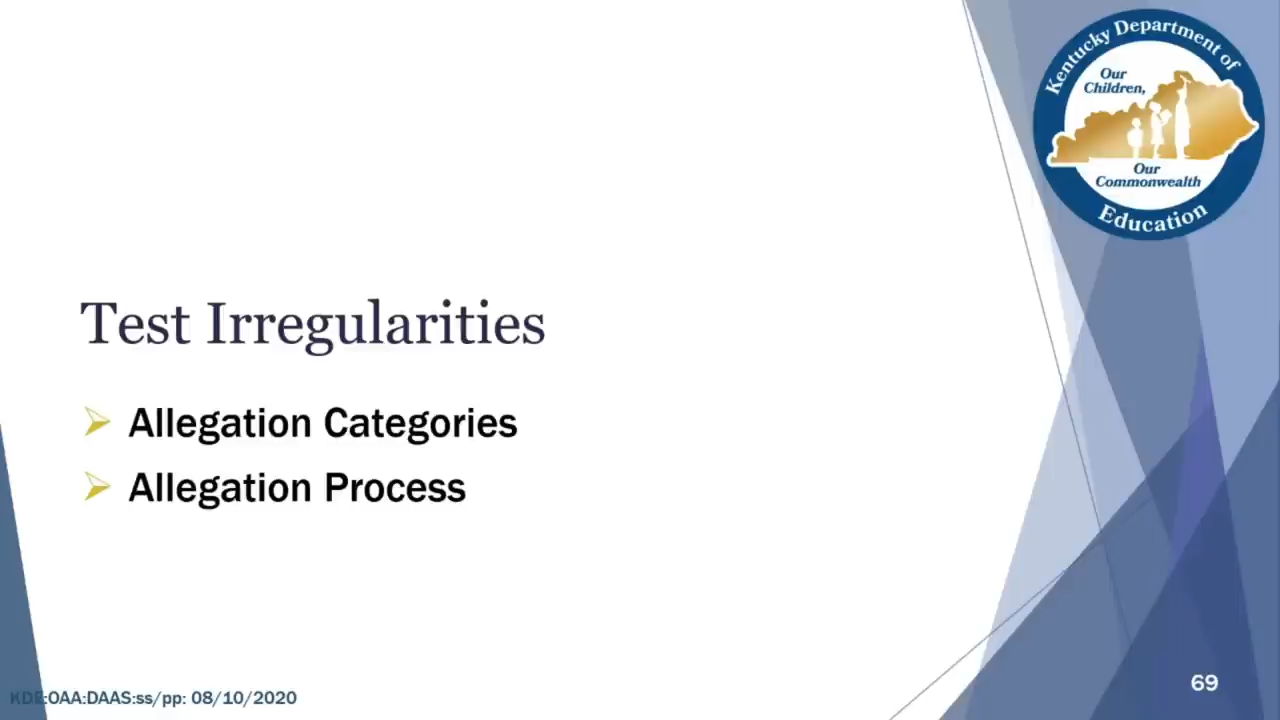 Kentucky Department of
Our
Children,
Our
Commonwealth
Education
Test Irregularities
Allegation Categories
Allegation Process
KDE:OAA:DAAS:ss/pp: 08/10/2020
69